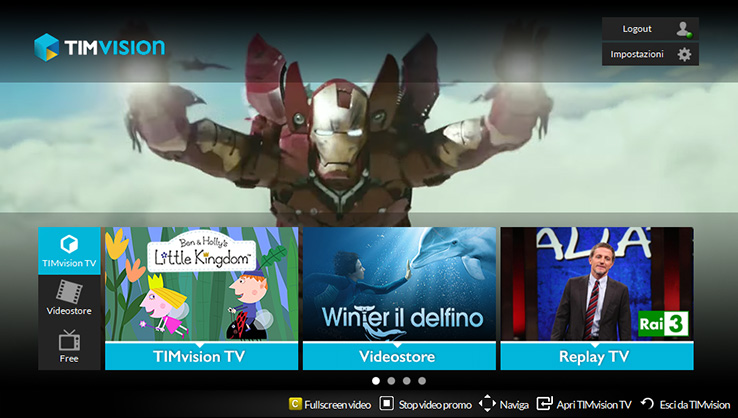 TIMVISION
Logout
Impostazioni
TIMvision TV
Videostore
Free
Ben & Holly's
Little Kingdom
TIMvision TV
Winter il delfino
Videostore
ALLA
Rai 3
Replay TV
C Fullscreen video
Stop video promo
Naviga
Apri TIMvision TV
Esci da TIMvision